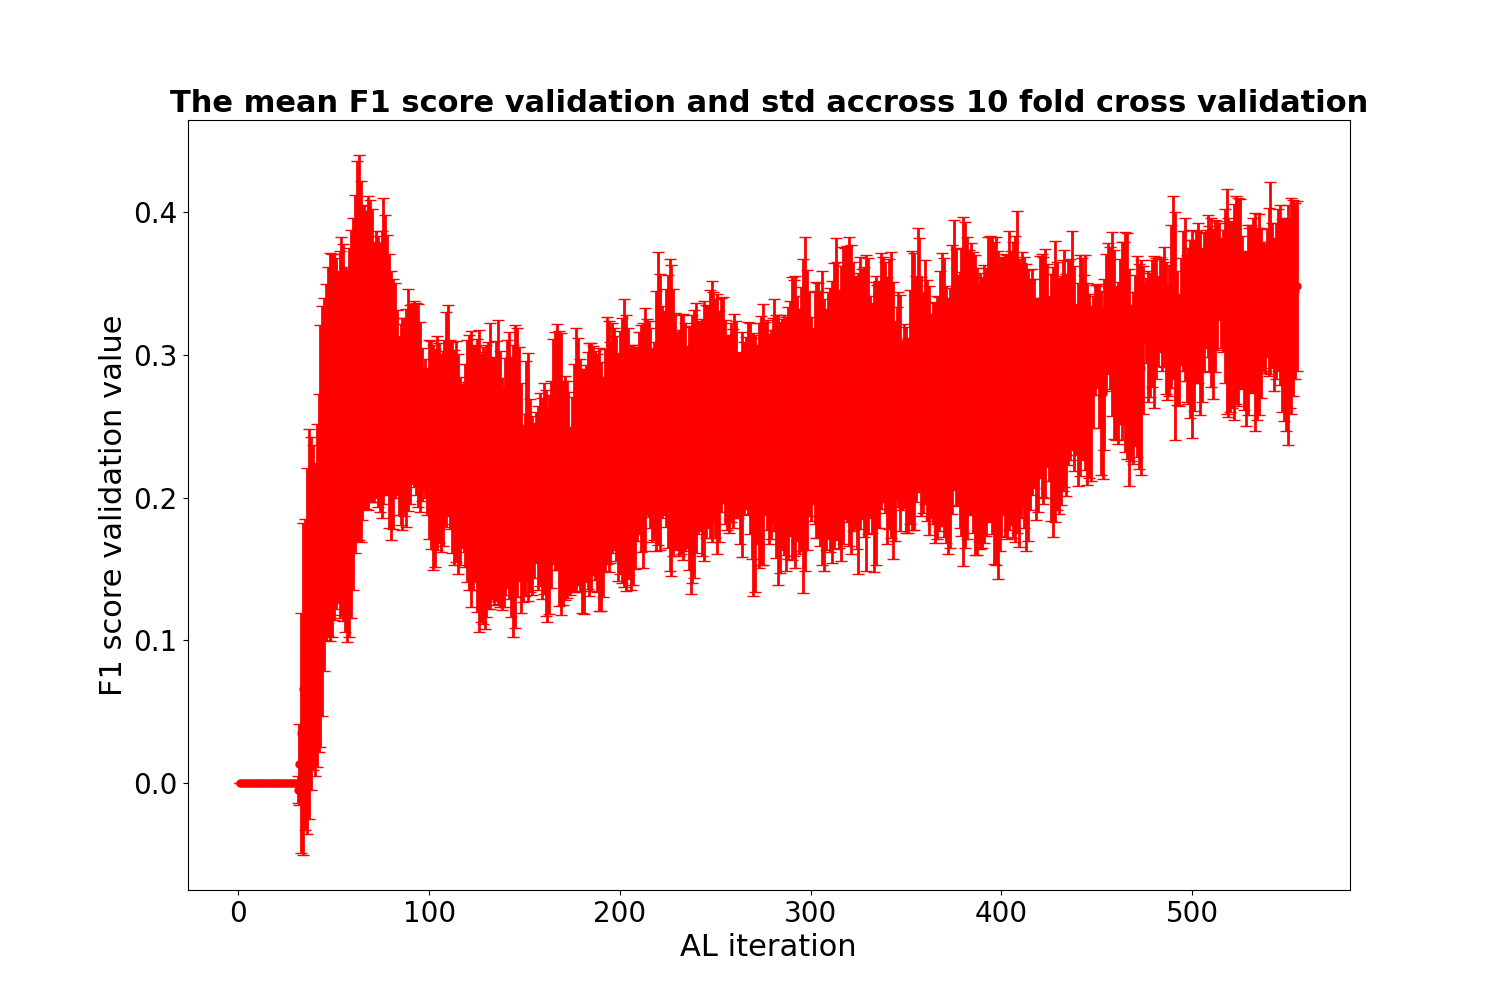 The mean F1 score validation and std accross 10 fold cross validation
F1 score validation value
0.4
0.3
0.2
0.1
0.0
0 100 200 300 400 500
AL iteration